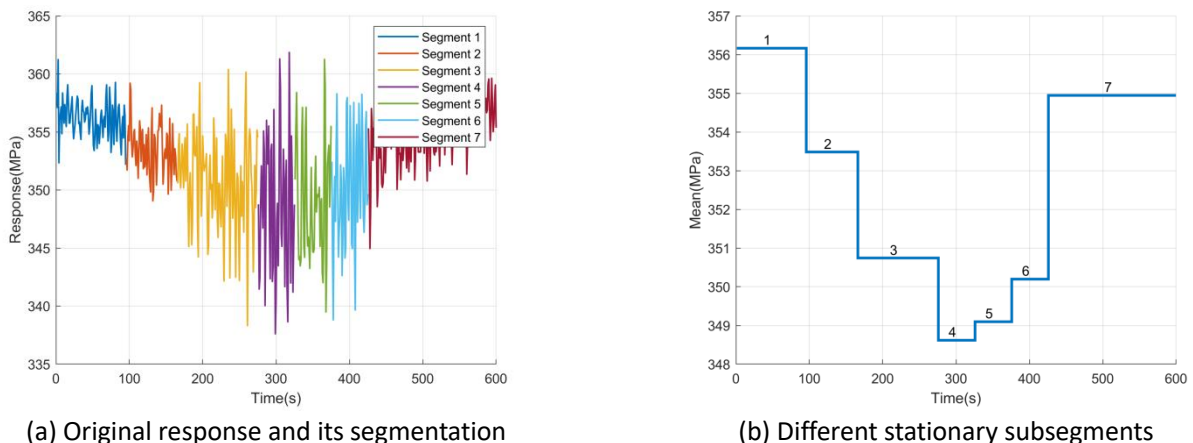 365
360
355
350
345
340
335
Response(MPa)
0 100 200 300 400 500 600
Time(s)
Segment 1
Segment 2
Segment 3
Segment 4
Segment 5
Segment 6
Segment 7
(a) Original response and its segmentation
357
356
355
354
353
352
351
350
349
348
Mean(MPa)
1
2
3
4
5
6
7
0 100 200 300 400 500 600
Time(s)
(b) Different stationary subsegments